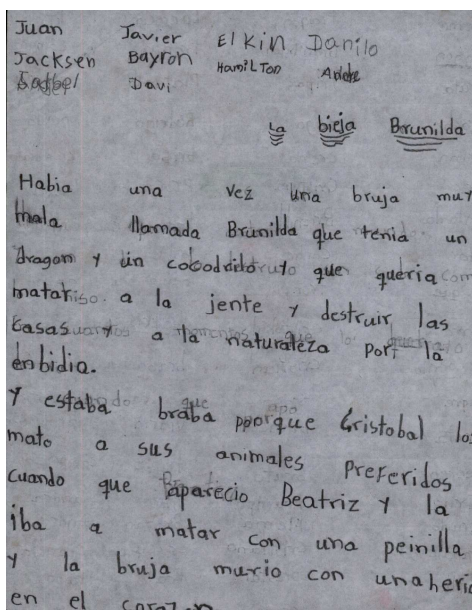 Juan Javier Elkin Danilo
Jacksen Bayron Hamilton Andre
Davi
La bieja Brunilda
Habia una vez una bruja muy
mala llamada Brunilda que tenia un
dragon y un cocodrilo y que queria
matar a la jente y destruir las
casas y a la naturaleza por la
enbidia.
Y estaba braba porque Cristobal lo
mato a sus animales preferidos
cuando que aparecio Beatriz y la
iba a matar con una peinilla
y la bruja murio con una heri
en el corazon